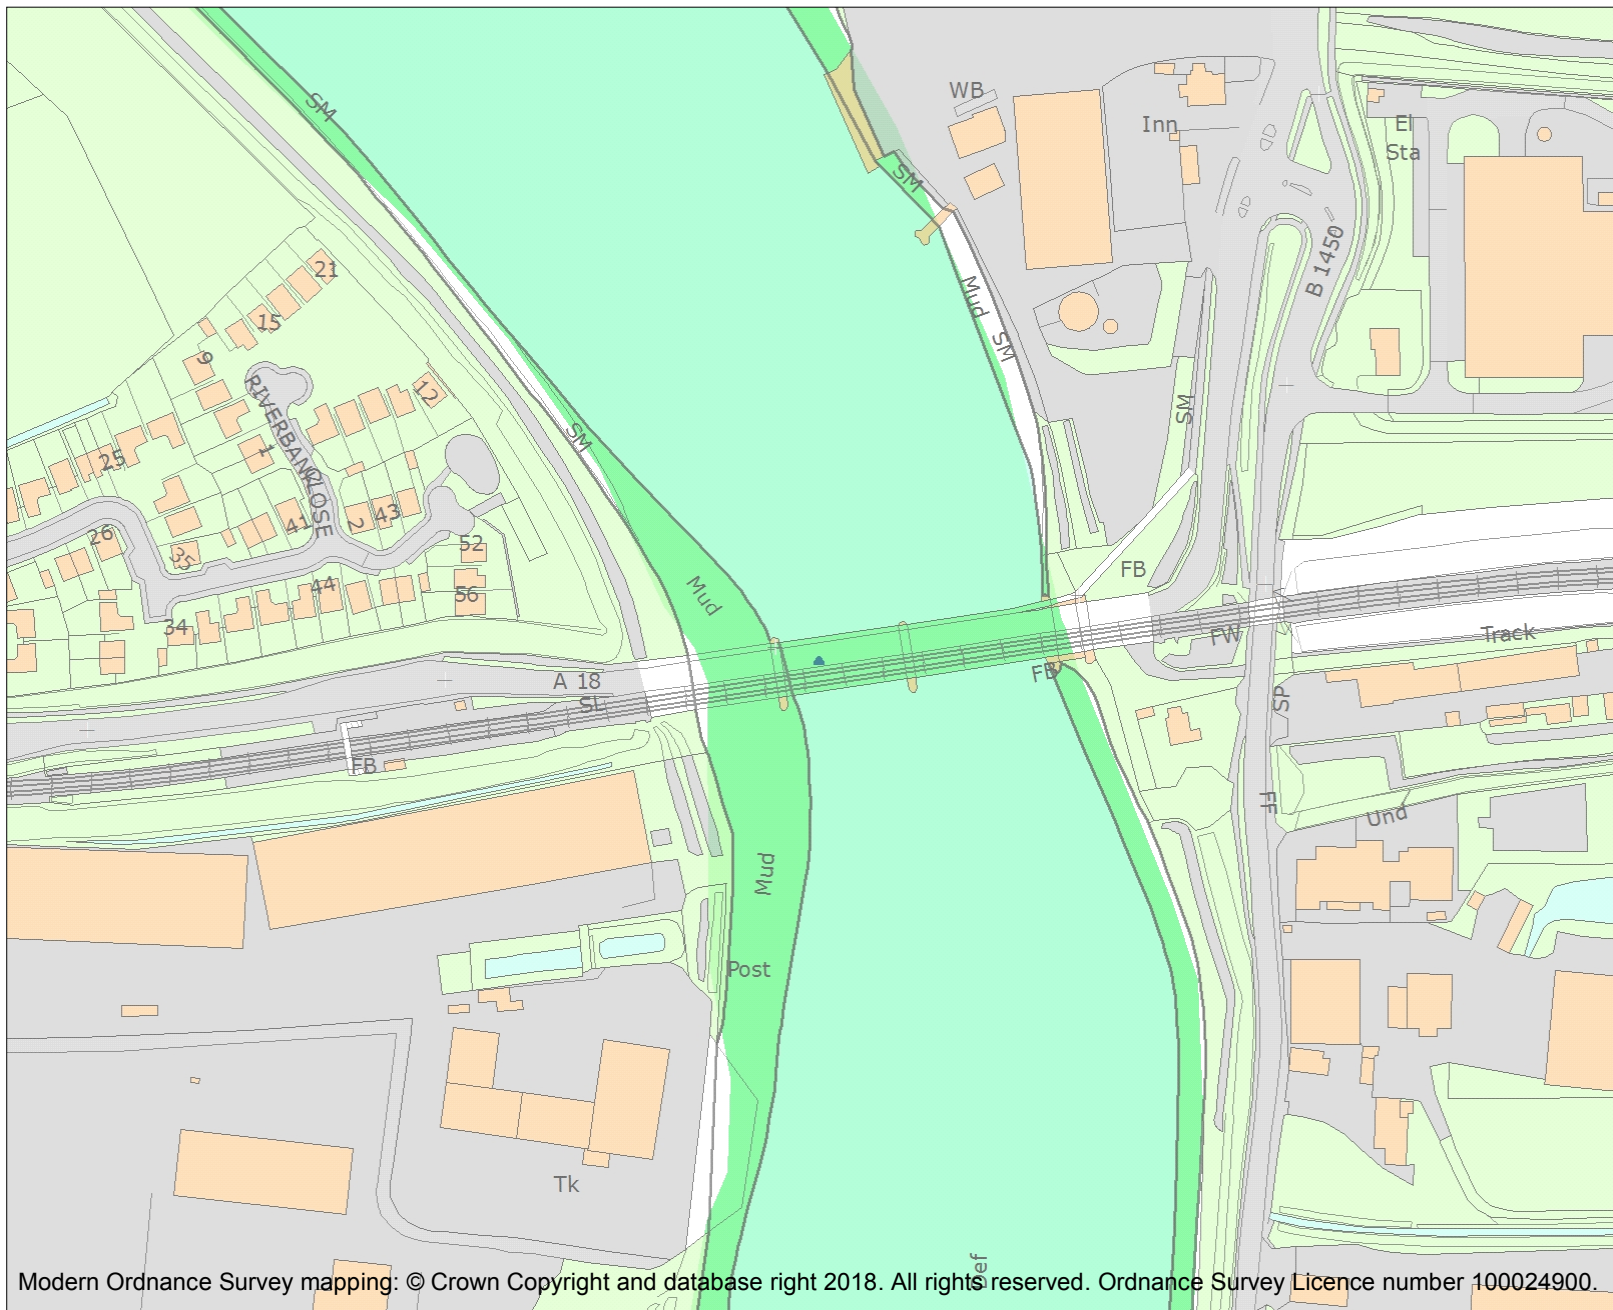 SM
WB
Inn
El
Sta
SM
B 1450
21
15
9
12
Mud
SM
RIVERBANK CLOSE
1
25
SM
SM
41
2
43
26
35
52
44
56
34
Mud
FB
FW
Track
A 18
SL
FB
SP
FB
FF
Und
Mud
Post
Tk
Def
Modern Ordnance Survey mapping: © Crown Copyright and database right 2018. All rights reserved. Ordnance Survey Licence number 100024900.